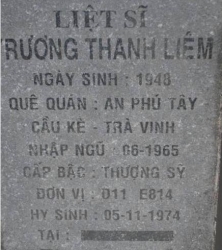 LIỆT SĨ
TRƯƠNG THANH LIÊM
NGÀY SINH : 1948
QUÊ QUÁN : AN PHÚ TÂY
CẦU KÈ - TRÀ VINH
NHẬP NGŨ : 06-1965
CẤP BẬC : THƯỢNG SỸ
ĐƠN VỊ : D11 E814
HY SINH : 05-11-1974
TẠI :